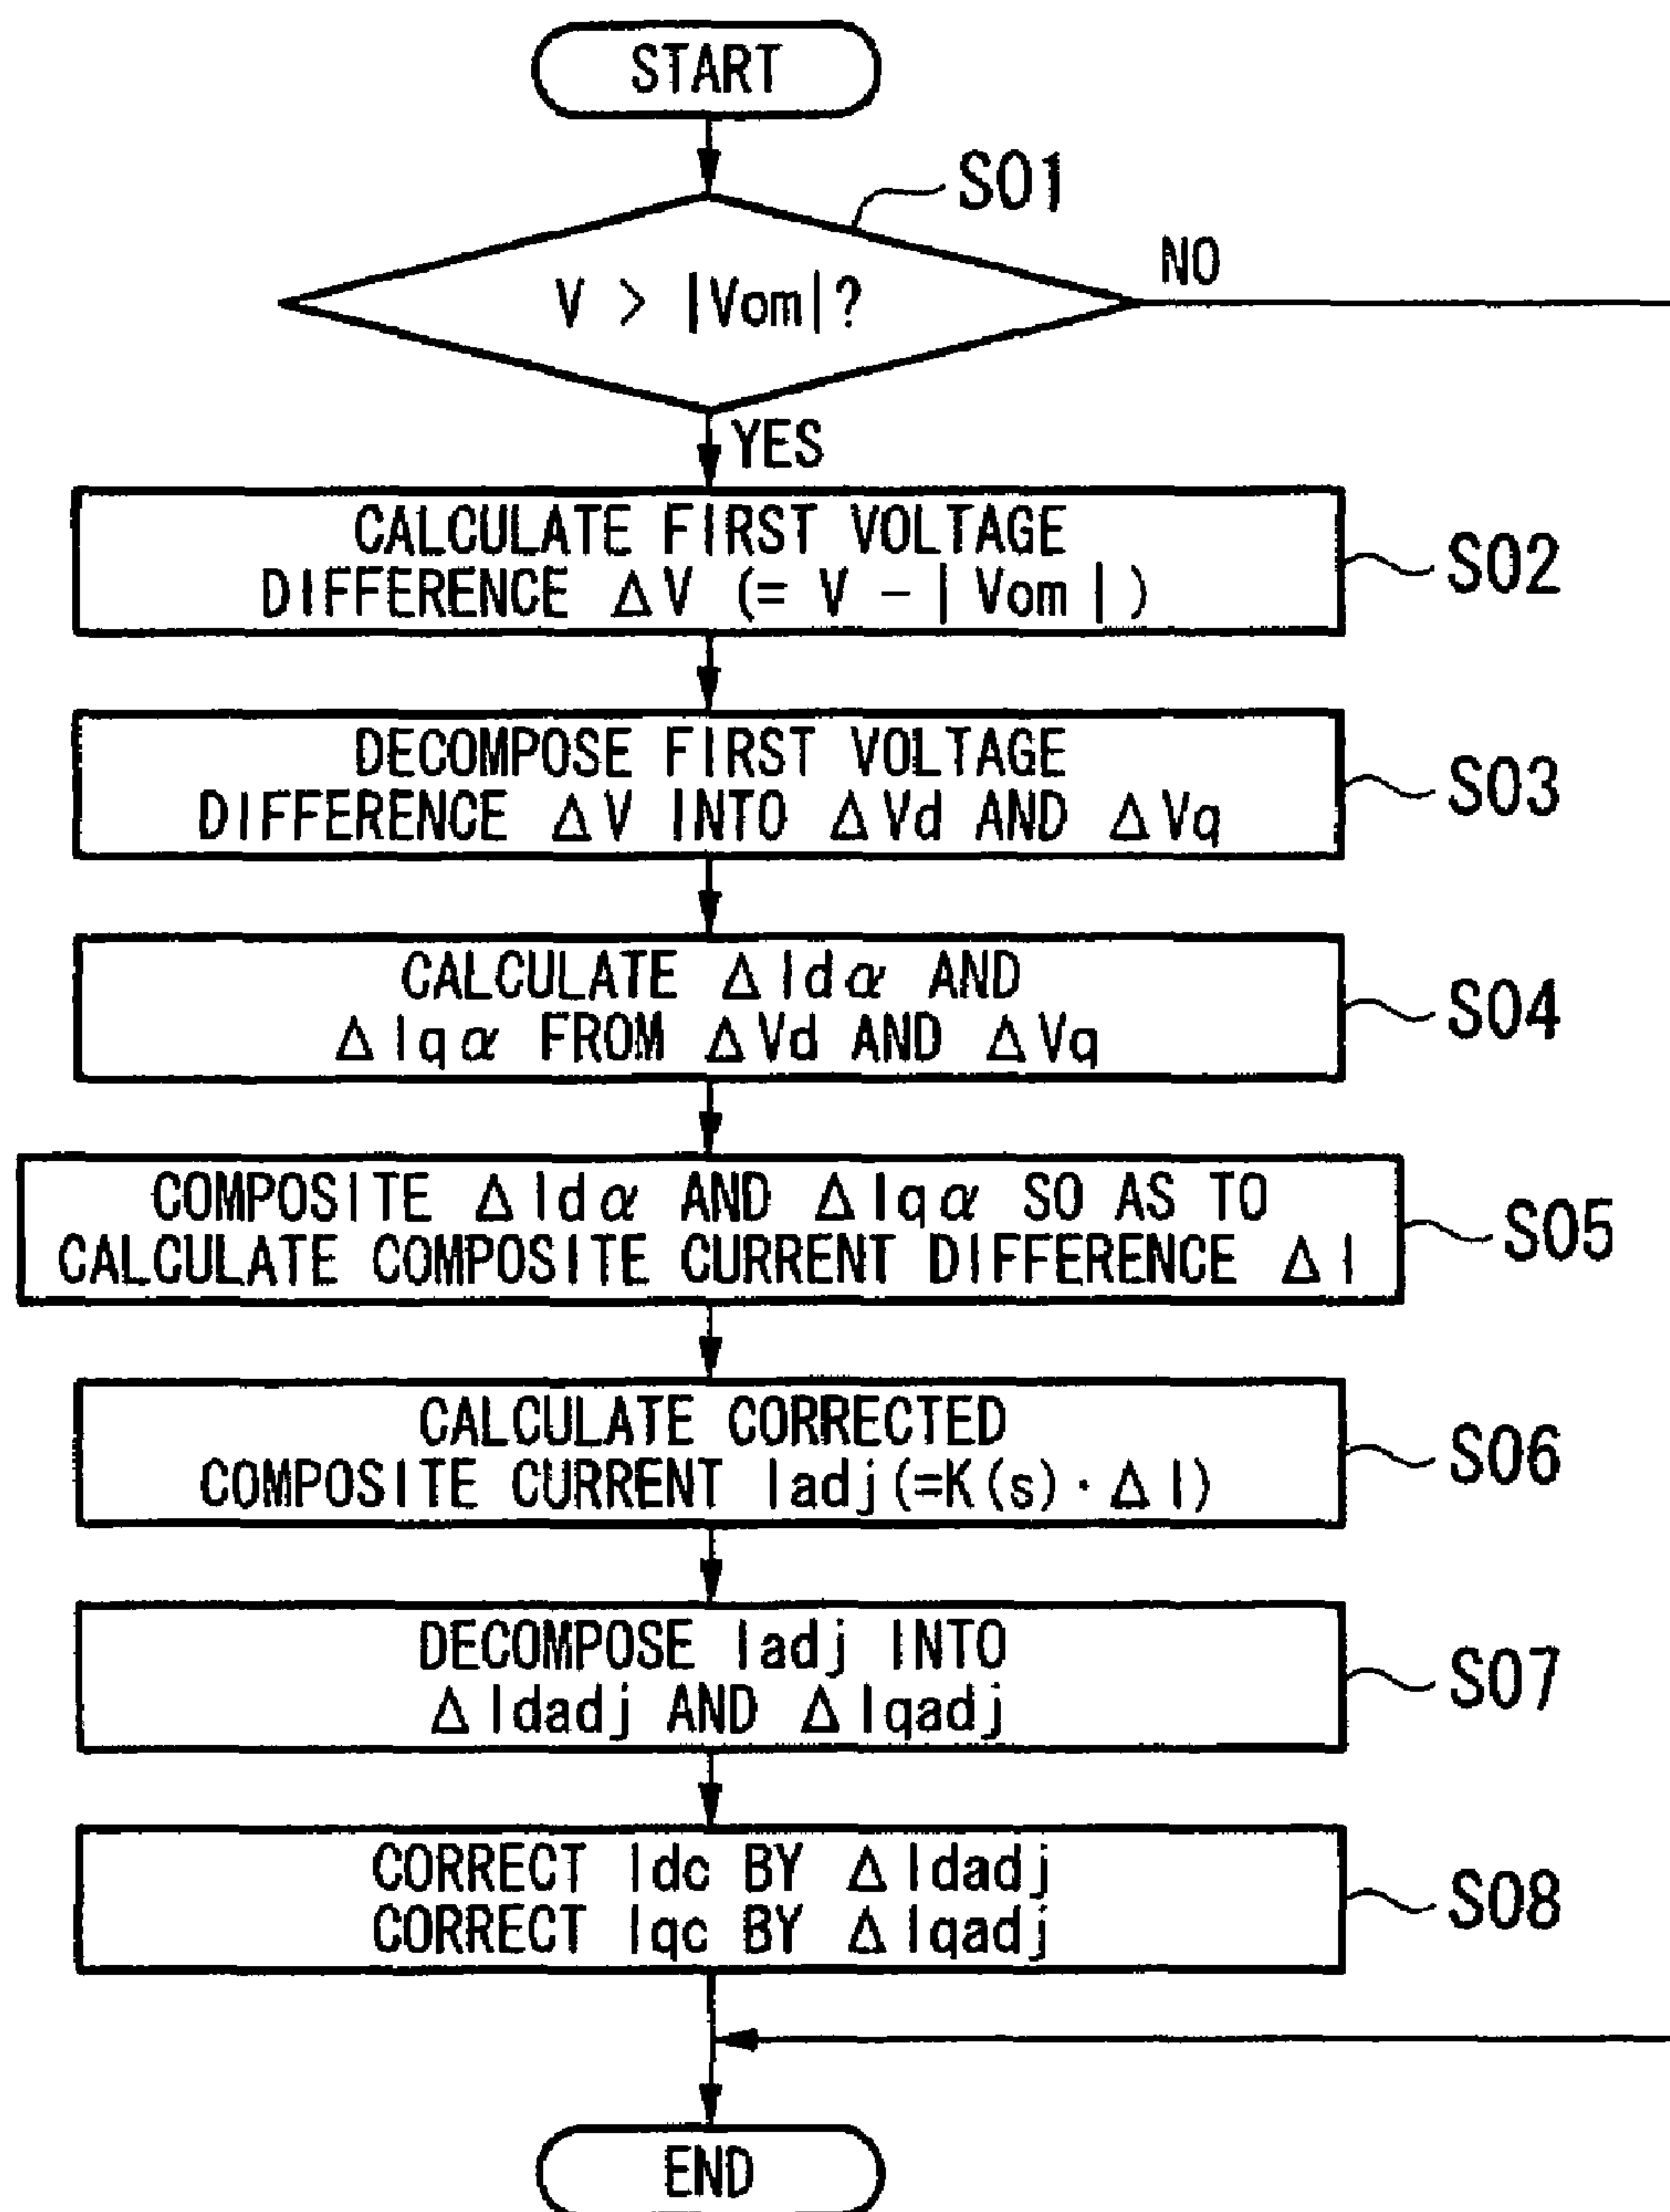 START
S01
V > |Vom|?
NO
YES
CALCULATE FIRST VOLTAGE
DIFFERENCE ΔV (= V - | Vom | )
S02
DECOMPOSE FIRST VOLTAGE
DIFFERENCE ΔV INTO ΔVd AND ΔVq
S03
CALCULATE ΔIdα AND
ΔIqα FROM ΔVd AND ΔVq
S04
COMPOSITE ΔIdα AND ΔIqα SO AS TO
CALCULATE COMPOSITE CURRENT DIFFERENCE ΔI
S05
CALCULATE CORRECTED
COMPOSITE CURRENT Iadj(=K(s)·ΔI)
S06
DECOMPOSE Iadj INTO
ΔIdadj AND ΔIqadj
S07
CORRECT Idc BY ΔIdadj
CORRECT Iqc BY ΔIqadj
S08
END